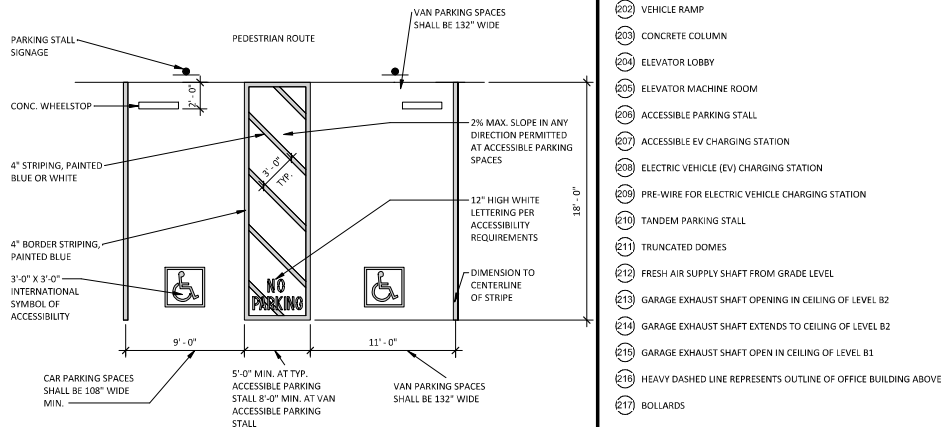 VAN PARKING SPACES
SHALL BE 132" WIDE
PEDESTRIAN ROUTE
PARKING STALL
SIGNAGE
CONC. WHEELSTOP
2' - 0"
2% MAX. SLOPE IN ANY
DIRECTION PERMITTED
AT ACCESSIBLE PARKING
SPACES
4" STRIPING, PAINTED
BLUE OR WHITE
3' - 0"
TYP.
18' - 0"
12" HIGH WHITE
LETTERING PER
ACCESSIBILITY
REQUIREMENTS
4" BORDER STRIPING,
PAINTED BLUE
3'-0" X 3'-0"
INTERNATIONAL
SYMBOL OF
ACCESSIBILITY
NO
PARKING
DIMENSION TO
CENTERLINE
OF STRIPE
9' - 0"
11' - 0"
CAR PARKING SPACES
SHALL BE 108" WIDE
MIN.
5'-0" MIN. AT TYP.
ACCESSIBLE PARKING
STALL 8'-0" MIN. AT VAN
ACCESSIBLE PARKING
STALL
VAN PARKING SPACES
SHALL BE 132" WIDE
202 VEHICLE RAMP
203 CONCRETE COLUMN
204 ELEVATOR LOBBY
205 ELEVATOR MACHINE ROOM
206 ACCESSIBLE PARKING STALL
207 ACCESSIBLE EV CHARGING STATION
208 ELECTRIC VEHICLE (EV) CHARGING STATION
209 PRE-WIRE FOR ELECTRIC VEHICLE CHARGING STATION
210 TANDEM PARKING STALL
211 TRUNCATED DOMES
212 FRESH AIR SUPPLY SHAFT FROM GRADE LEVEL
213 GARAGE EXHAUST SHAFT OPENING IN CEILING OF LEVEL B2
214 GARAGE EXHAUST SHAFT EXTENDS TO CEILING OF LEVEL B2
215 GARAGE EXHAUST SHAFT OPEN IN CEILING OF LEVEL B1
216 HEAVY DASHED LINE REPRESENTS OUTLINE OF OFFICE BUILDING ABOVE
217 BOLLARDS